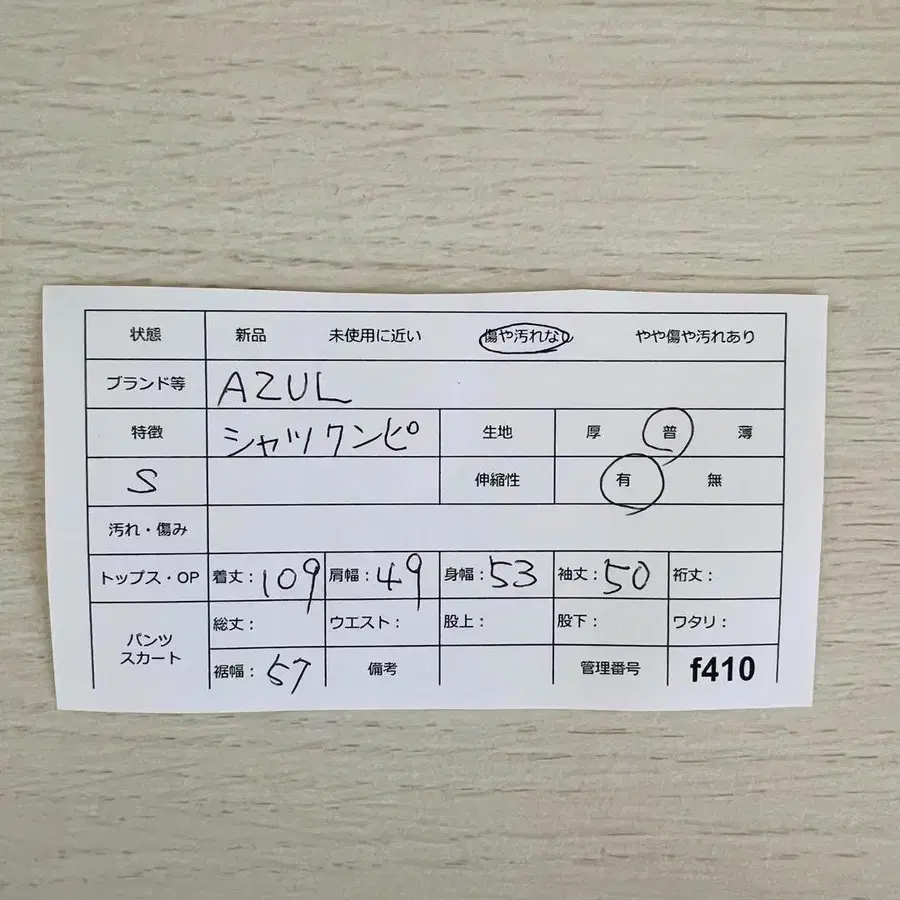 状態 新品 未使用に近い 傷や汚れなし やや傷や汚れあり
ブランド等 AZUL
特徴 シャツワンピ 生地 厚 普 薄
S 伸縮性 有 無
汚れ・傷み
トップス・OP 着丈：109 肩幅：49 身幅：53 袖丈：50 裄丈：
パンツ スカート 総丈： ウエスト： 股上： 股下： ワタリ：
裾幅：57 備考 管理番号 f410